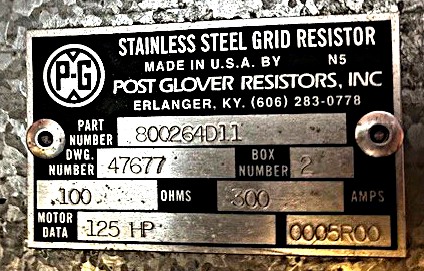 STAINLESS STEEL GRID RESISTOR
P-G
MADE IN U.S.A. BY N5
POST GLOVER RESISTORS, INC
ERLANGER, KY. (606) 283-0778
PART NUMBER 800264D11
DWG. NUMBER 47677 BOX NUMBER 2
.100 OHMS 300 AMPS
MOTOR DATA 125 HP 0005R00